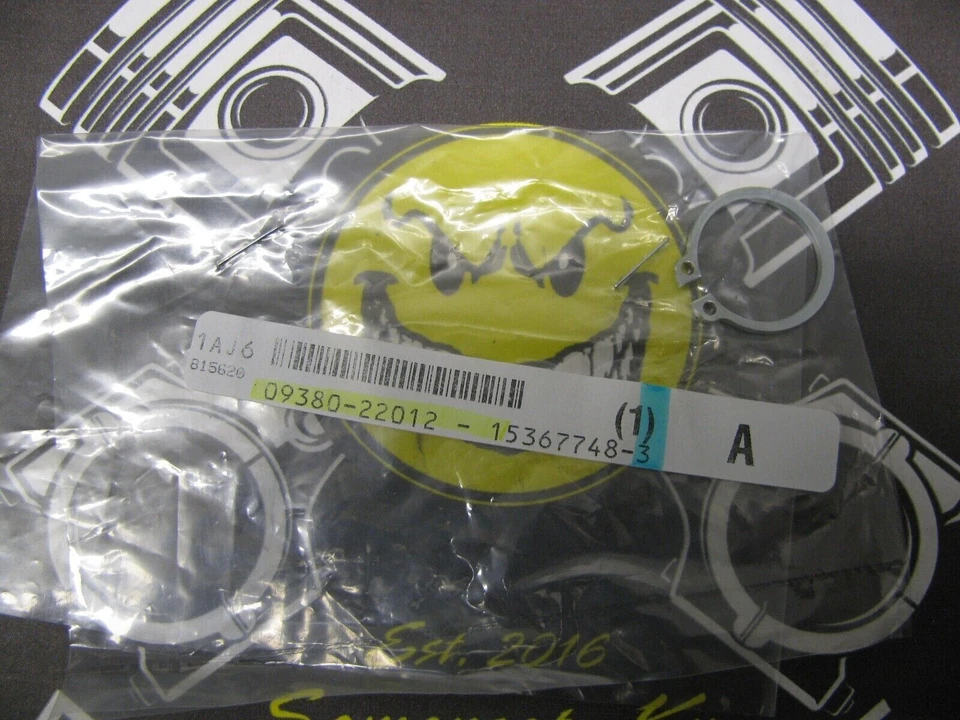 1AJ6
815620
09380-22012 - 15367748-3
(1)
A
Est. 2016